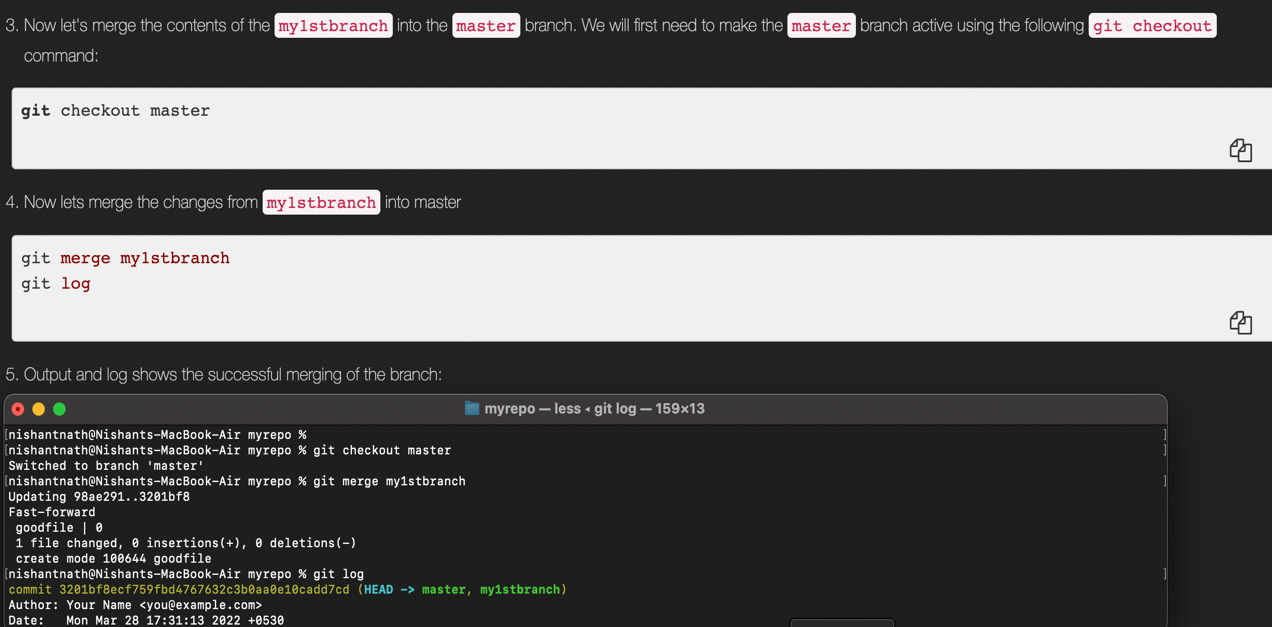 3. Now let's merge the contents of the my1stbranch into the master branch. We will first need to make the master branch active using the following git checkout
command:
git checkout master
4. Now lets merge the changes from my1stbranch into master
git merge my1stbranch
git log
5. Output and log shows the successful merging of the branch:
myrepo — less ◂ git log — 159×13
[nishantnath@Nishants-MacBook-Air myrepo % ]
[nishantnath@Nishants-MacBook-Air myrepo % git checkout master ]
Switched to branch 'master'
[nishantnath@Nishants-MacBook-Air myrepo % git merge my1stbranch ]
Updating 98ae291..3201bf8
Fast-forward
goodfile | 0
1 file changed, 0 insertions(+), 0 deletions(-)
create mode 100644 goodfile
[nishantnath@Nishants-MacBook-Air myrepo % git log ]
commit 3201bf8ecf759fbd4767632c3b0aa0e10cadd7cd (HEAD -> master, my1stbranch)
Author: Your Name <you@example.com>
Date: Mon Mar 28 17:31:13 2022 +0530